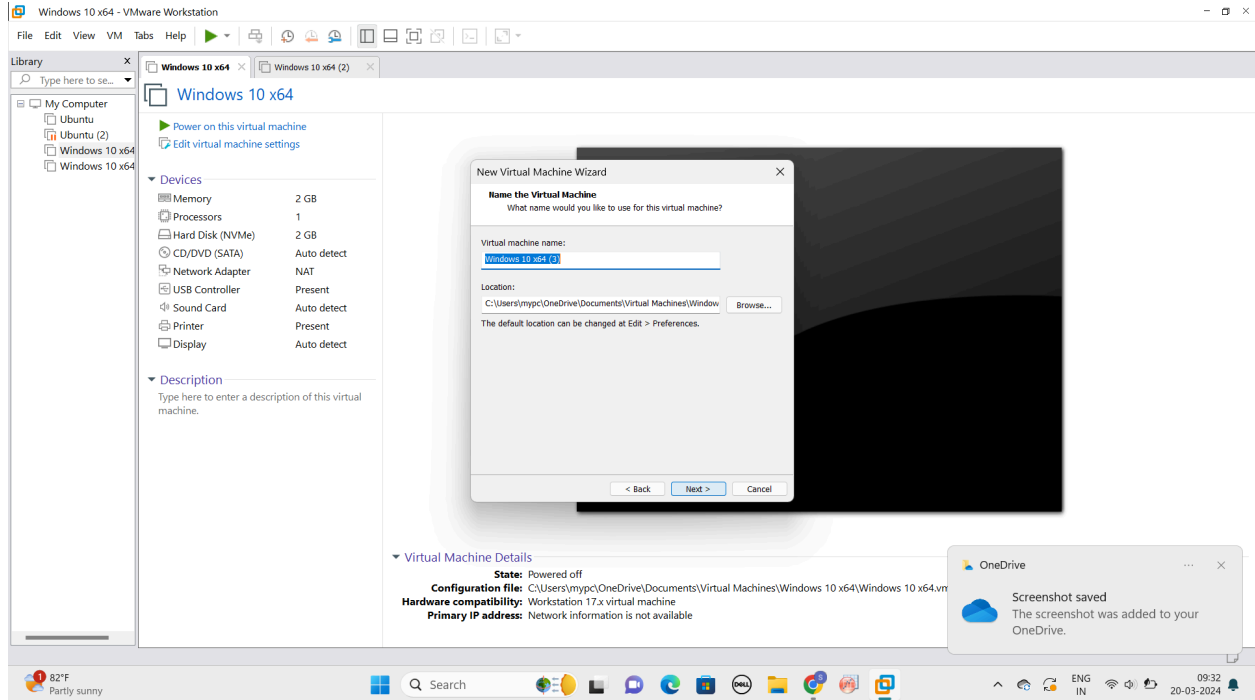 Windows 10 x64 - VMware Workstation
File Edit View VM Tabs Help
Library X
Type here to se...
My Computer
Ubuntu
Ubuntu (2)
Windows 10 x64
Windows 10 x64
Windows 10 x64
Windows 10 x64 (2)
Windows 10 x64
Power on this virtual machine
Edit virtual machine settings
Devices
Memory 2 GB
Processors 1
Hard Disk (NVMe) 2 GB
CD/DVD (SATA) Auto detect
Network Adapter NAT
USB Controller Present
Sound Card Auto detect
Printer Present
Display Auto detect
Description
Type here to enter a description of this virtual
machine.
New Virtual Machine Wizard
Name the Virtual Machine
What name would you like to use for this virtual machine?
Virtual machine name:
Windows 10 x64 (3)
Location:
C:\Users\mypc\OneDrive\Documents\Virtual Machines\Window
Browse...
The default location can be changed at Edit > Preferences.
< Back Next > Cancel
Virtual Machine Details
State: Powered off
Configuration file: C:\Users\mypc\OneDrive\Documents\Virtual Machines\Windows 10 x64\Windows 10 x64.vm
Hardware compatibility: Workstation 17.x virtual machine
Primary IP address: Network information is not available
OneDrive
Screenshot saved
The screenshot was added to your
OneDrive.
1
82°F
Partly sunny
Search
DELL
5
ENG
IN
09:32
20-03-2024